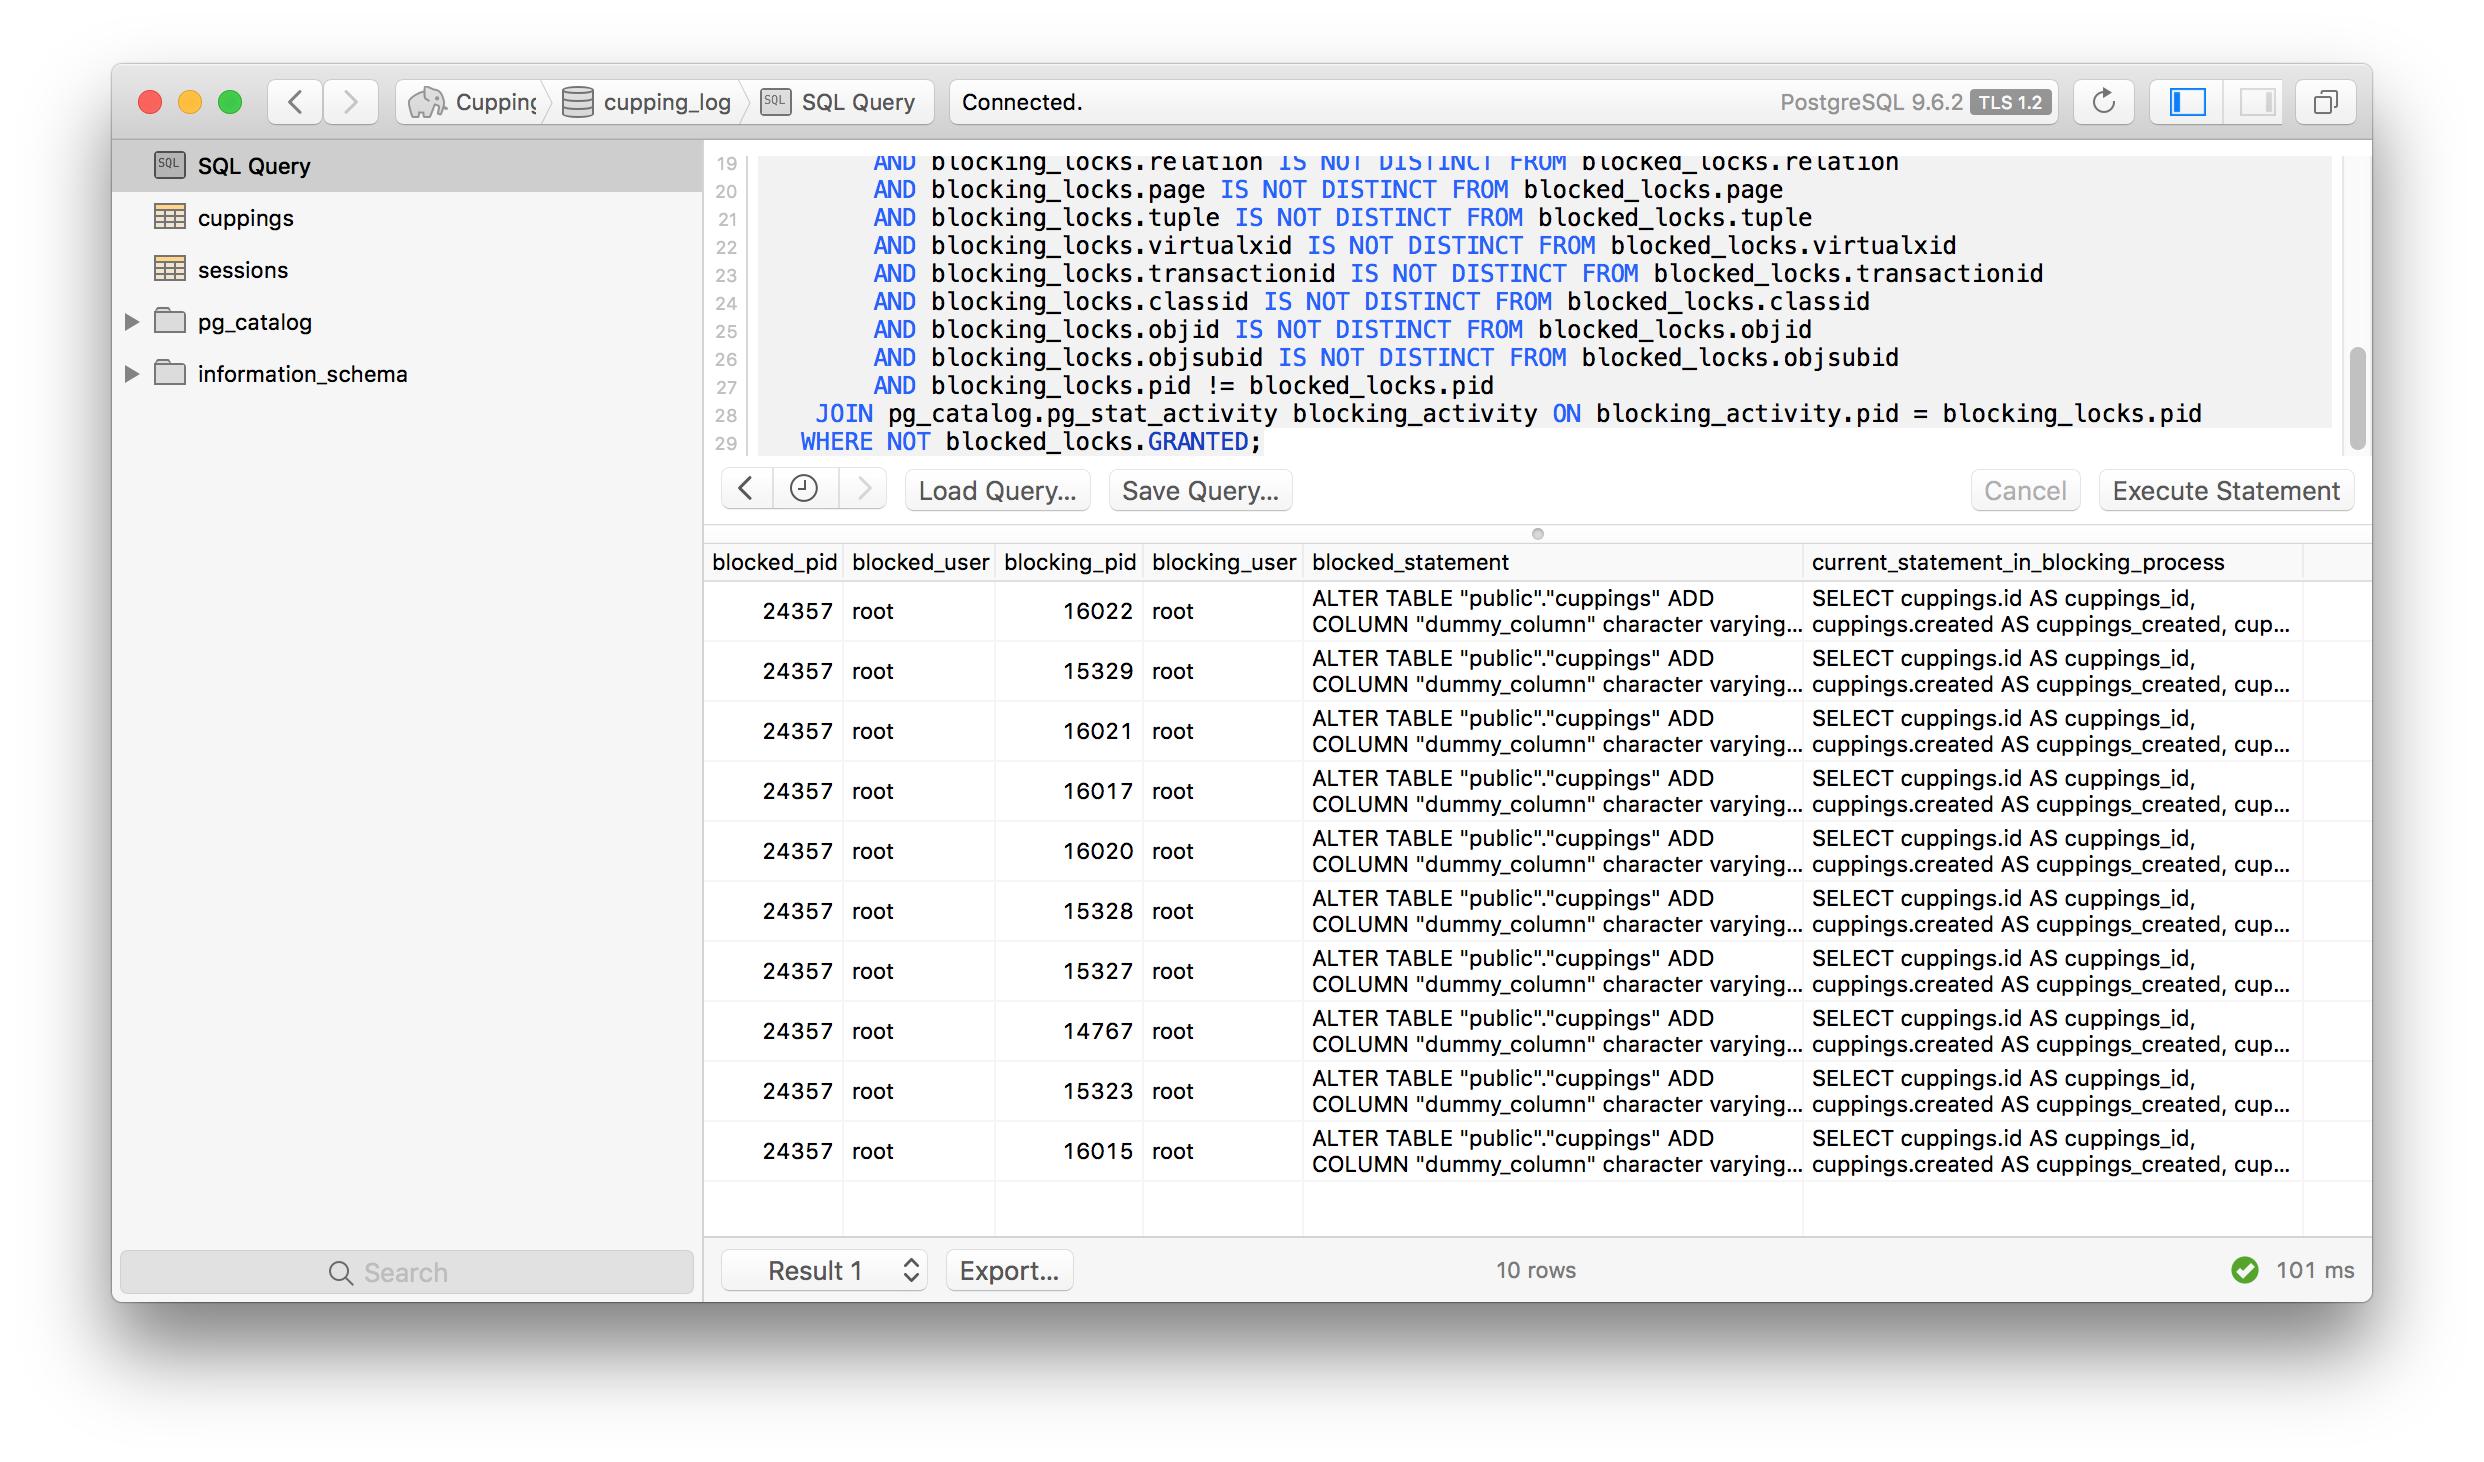 Cupping
cupping_log
SQL
SQL Query
Connected.
PostgreSQL 9.6.2
TLS 1.2
SQL
SQL Query
cuppings
sessions
pg_catalog
information_schema
Search
19 AND blocking_locks.relation IS NOT DISTINCT FROM blocked_locks.relation
20 AND blocking_locks.page IS NOT DISTINCT FROM blocked_locks.page
21 AND blocking_locks.tuple IS NOT DISTINCT FROM blocked_locks.tuple
22 AND blocking_locks.virtualxid IS NOT DISTINCT FROM blocked_locks.virtualxid
23 AND blocking_locks.transactionid IS NOT DISTINCT FROM blocked_locks.transactionid
24 AND blocking_locks.classid IS NOT DISTINCT FROM blocked_locks.classid
25 AND blocking_locks.objid IS NOT DISTINCT FROM blocked_locks.objid
26 AND blocking_locks.objsubid IS NOT DISTINCT FROM blocked_locks.objsubid
27 AND blocking_locks.pid != blocked_locks.pid
28 JOIN pg_catalog.pg_stat_activity blocking_activity ON blocking_activity.pid = blocking_locks.pid
29 WHERE NOT blocked_locks.GRANTED;
Load Query... Save Query... Cancel Execute Statement
blocked_pid blocked_user blocking_pid blocking_user blocked_statement current_statement_in_blocking_process
24357 root 16022 root ALTER TABLE "public"."cuppings" ADD SELECT cuppings.id AS cuppings_id,
COLUMN "dummy_column" character varying... cuppings.created AS cuppings_created, cup...
24357 root 15329 root ALTER TABLE "public"."cuppings" ADD SELECT cuppings.id AS cuppings_id,
COLUMN "dummy_column" character varying... cuppings.created AS cuppings_created, cup...
24357 root 16021 root ALTER TABLE "public"."cuppings" ADD SELECT cuppings.id AS cuppings_id,
COLUMN "dummy_column" character varying... cuppings.created AS cuppings_created, cup...
24357 root 16017 root ALTER TABLE "public"."cuppings" ADD SELECT cuppings.id AS cuppings_id,
COLUMN "dummy_column" character varying... cuppings.created AS cuppings_created, cup...
24357 root 16020 root ALTER TABLE "public"."cuppings" ADD SELECT cuppings.id AS cuppings_id,
COLUMN "dummy_column" character varying... cuppings.created AS cuppings_created, cup...
24357 root 15328 root ALTER TABLE "public"."cuppings" ADD SELECT cuppings.id AS cuppings_id,
COLUMN "dummy_column" character varying... cuppings.created AS cuppings_created, cup...
24357 root 15327 root ALTER TABLE "public"."cuppings" ADD SELECT cuppings.id AS cuppings_id,
COLUMN "dummy_column" character varying... cuppings.created AS cuppings_created, cup...
24357 root 14767 root ALTER TABLE "public"."cuppings" ADD SELECT cuppings.id AS cuppings_id,
COLUMN "dummy_column" character varying... cuppings.created AS cuppings_created, cup...
24357 root 15323 root ALTER TABLE "public"."cuppings" ADD SELECT cuppings.id AS cuppings_id,
COLUMN "dummy_column" character varying... cuppings.created AS cuppings_created, cup...
24357 root 16015 root ALTER TABLE "public"."cuppings" ADD SELECT cuppings.id AS cuppings_id,
COLUMN "dummy_column" character varying... cuppings.created AS cuppings_created, cup...
Result 1 Export... 10 rows 101 ms